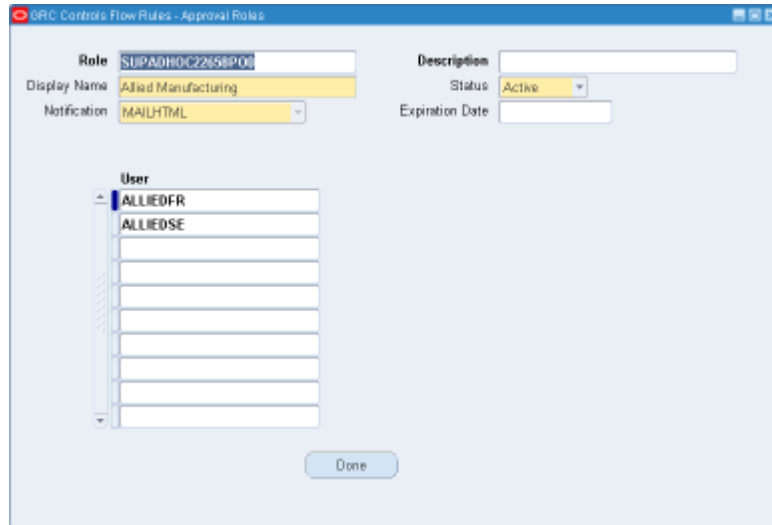 GRC Controls Flow Rules - Approval Roles
Role SUPADHOC22658PO0 Description
Display Name Allied Manufacturing Status Active
Notification MAILHTML Expiration Date
User
ALLIEDFR
ALLIEDSE
Done